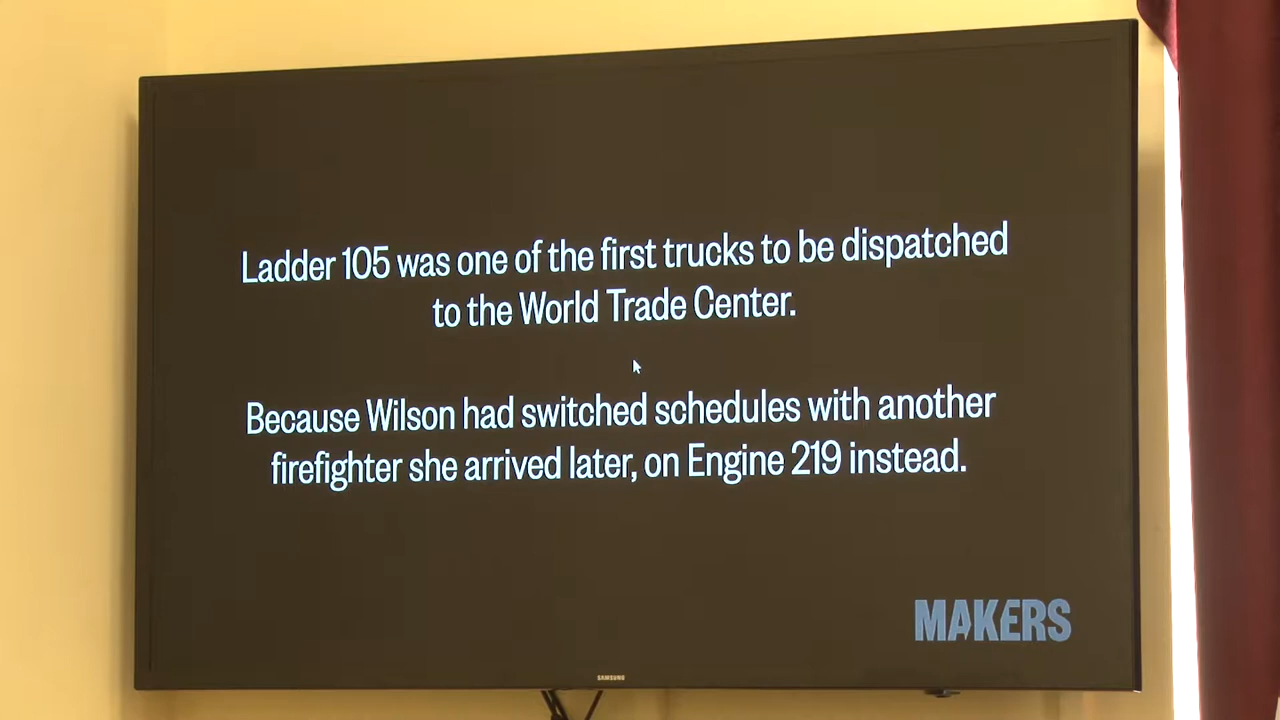 Ladder 105 was one of the first trucks to be dispatched
to the World Trade Center.
Because Wilson had switched schedules with another
firefighter she arrived later, on Engine 219 instead.
MAKERS
SAMSUNG